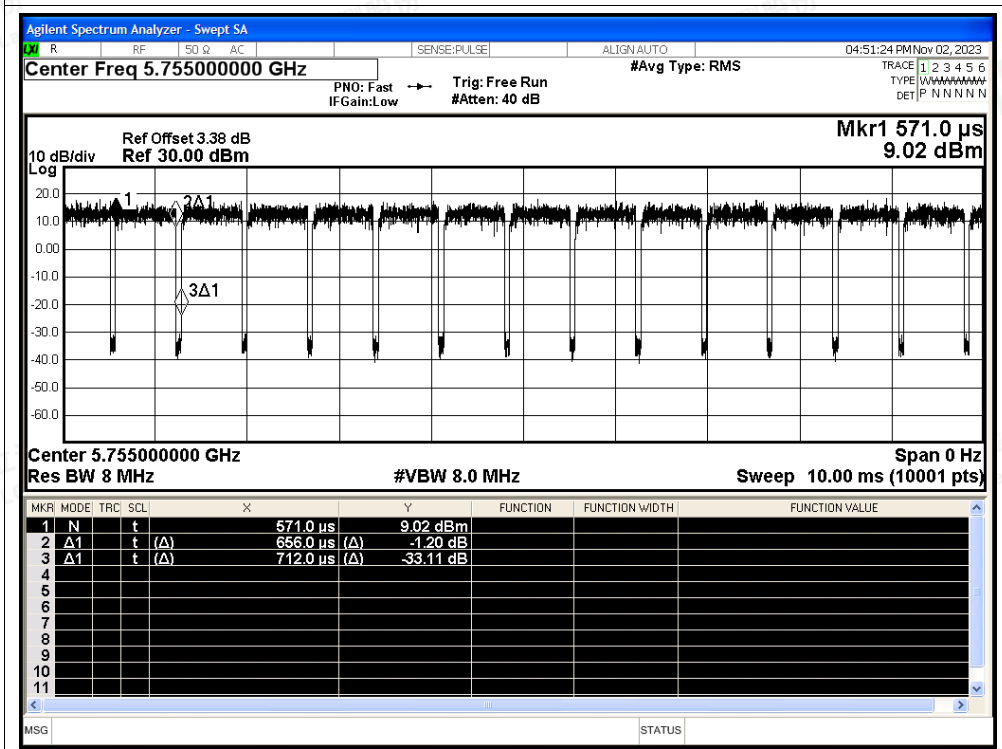 Agilent Spectrum Analyzer - Swept SA
LXI R RF 50 Ω AC SENSE:PULSE ALIGN AUTO 04:51:24 PM Nov 02, 2023
Center Freq 5.755000000 GHz #Avg Type: RMS TRACE 1 2 3 4 5 6
PNO: Fast Trig: Free Run TYPE WWWWWW
IFGain:Low #Atten: 40 dB DET P N N N N N
Mkr1 571.0 µs
Ref Offset 3.38 dB
10 dB/div Ref 30.00 dBm 9.02 dBm
Log
20.0
1
2Δ1
10.0
0.00
-10.0
3Δ1
-20.0
-30.0
-40.0
-50.0
-60.0
Center 5.755000000 GHz Span 0 Hz
Res BW 8 MHz #VBW 8.0 MHz Sweep 10.00 ms (10001 pts)
MKR MODE TRC SCL X Y FUNCTION FUNCTION WIDTH FUNCTION VALUE
1 N t 571.0 µs 9.02 dBm
2 Δ1 t (Δ) 656.0 µs (Δ) -1.20 dB
3 Δ1 t (Δ) 712.0 µs (Δ) -33.11 dB
4
5
6
7
8
9
10
11
MSG STATUS